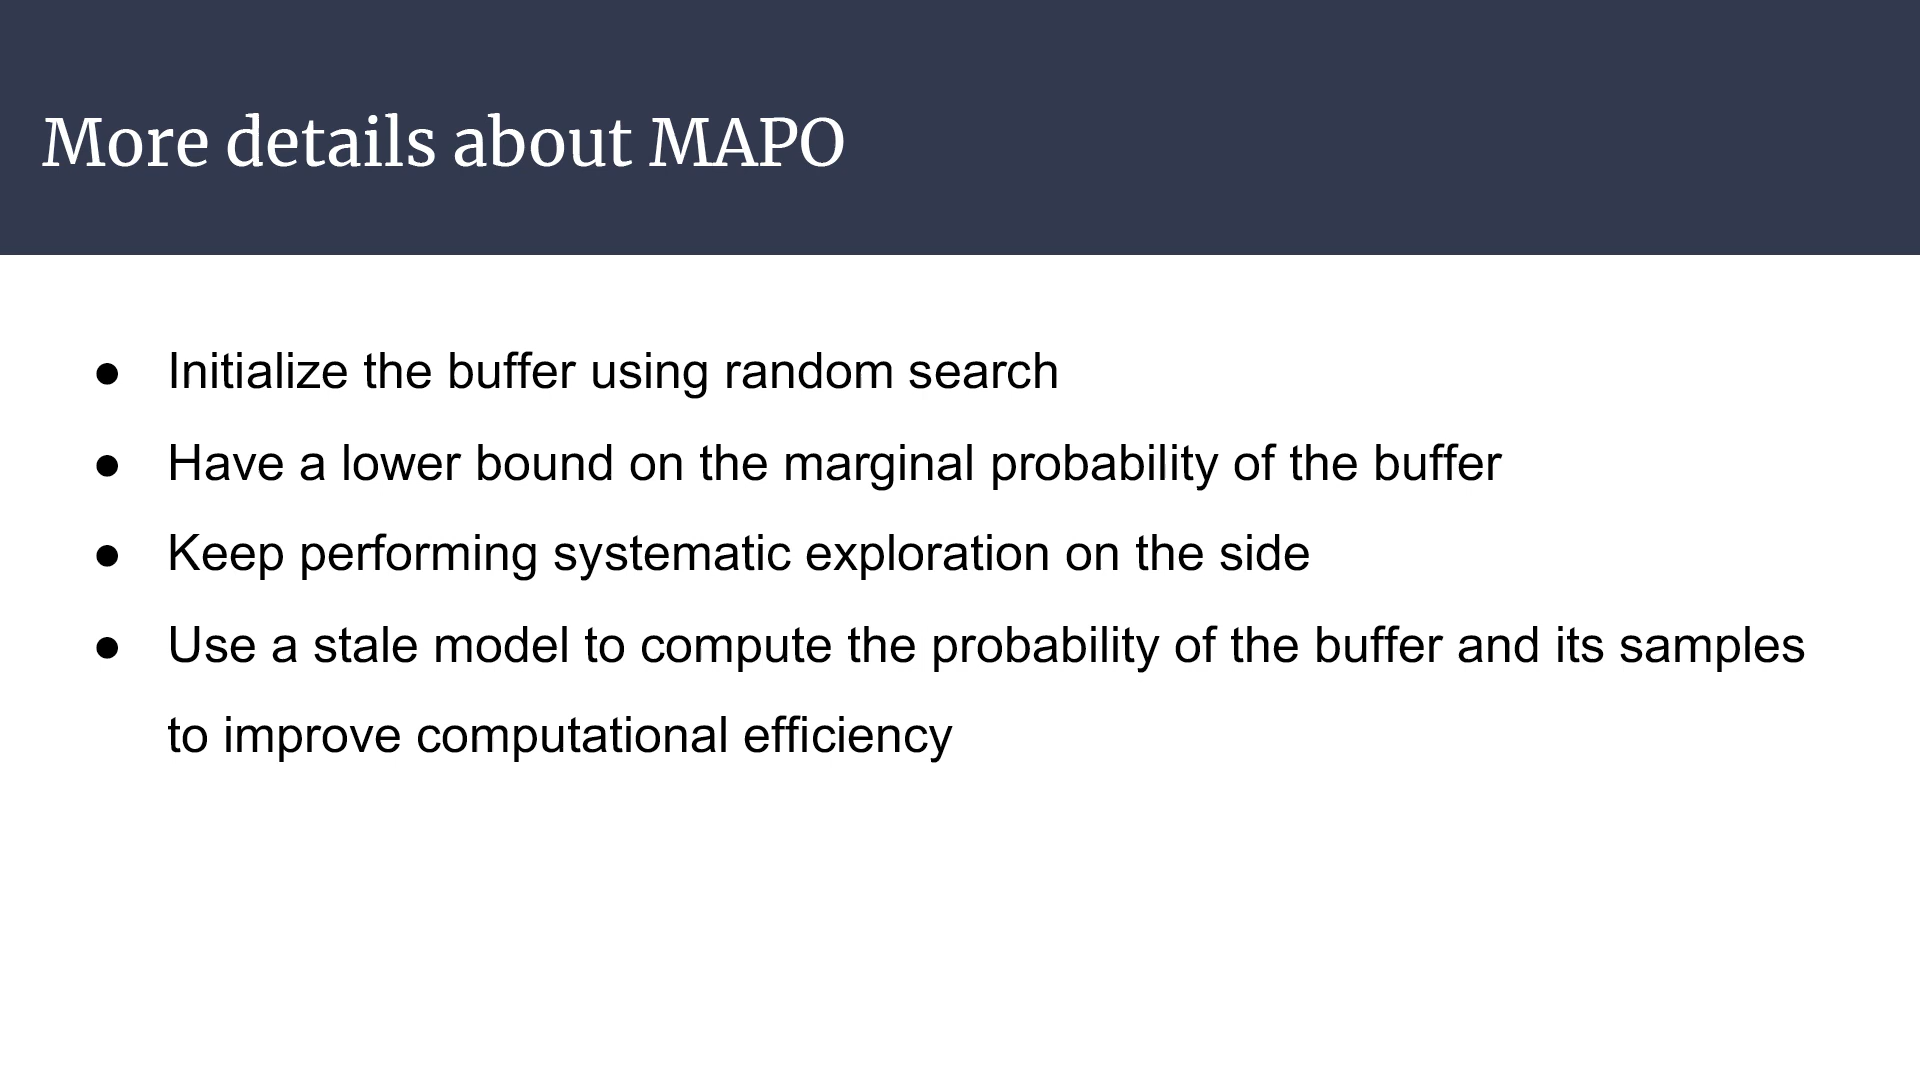 More details about MAPO
● Initialize the buffer using random search
● Have a lower bound on the marginal probability of the buffer
● Keep performing systematic exploration on the side
● Use a stale model to compute the probability of the buffer and its samples
to improve computational efficiency